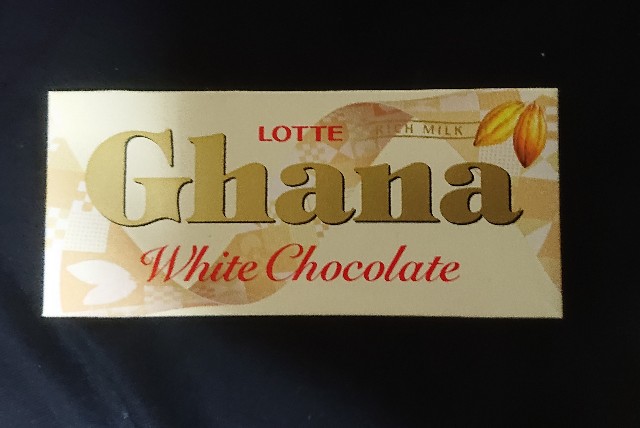 LOTTE
RICH MILK
Ghana
White Chocolate